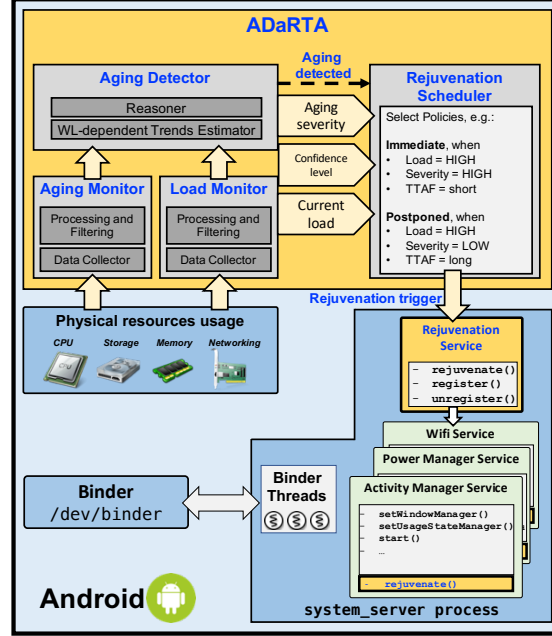 ADaRTA
Aging Detector
Reasoner
WL-dependent Trends Estimator
Aging
detected
Aging
severity
Confidence
level
Current
load
Rejuvenation
Scheduler
Select Policies, e.g.:
Immediate, when
• Load = HIGH
• Severity = HIGH
• TTAF = short
Postponed, when
• Load = HIGH
• Severity = LOW
• TTAF = long
Aging Monitor
Processing and
Filtering
Data Collector
Load Monitor
Processing and
Filtering
Data Collector
Rejuvenation trigger
Physical resources usage
CPU Storage Memory Networking
CPU
Rejuvenation
Service
- rejuvenate()
- register()
- unregister()
Wifi Service
Power Manager Service
Activity Manager Service
- setWindowManager()
- setUsageStateManager()
- start()
- …
- rejuvenate()
Binder
/dev/binder
Binder
Threads
Android
system_server process